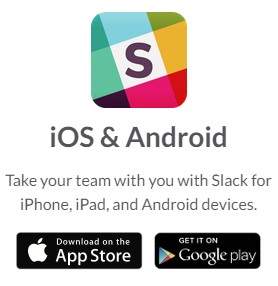 S
iOS & Android
Take your team with you with Slack for
iPhone, iPad, and Android devices.
Download on the
App Store
GET IT ON
Google play